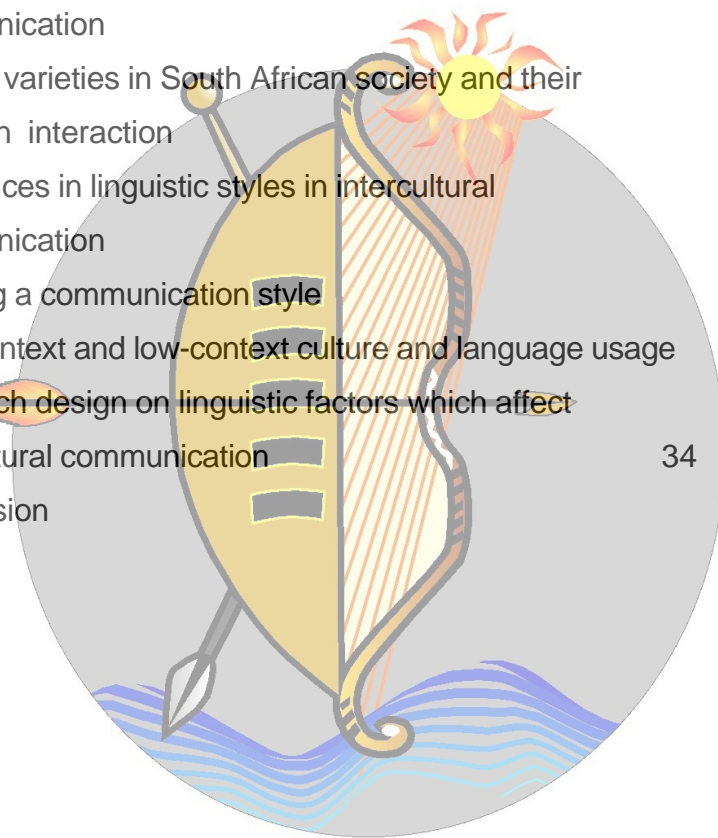 nication
varieties in South African society and their
n interaction
ces in linguistic styles in intercultural
nication
g a communication style
ntext and low-context culture and language usage
ch design on linguistic factors which affect
tural communication 34
sion